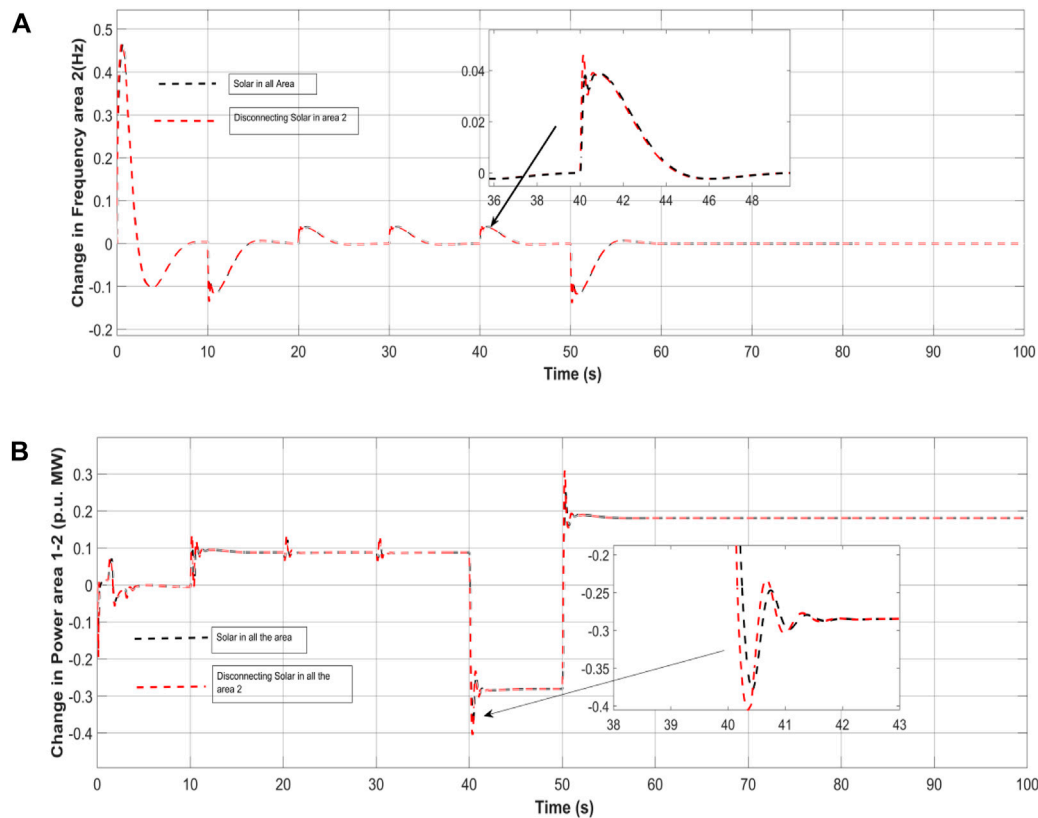 A
Change in Frequency area 2(Hz)
0.5
0.4
0.3
0.2
0.1
0
-0.1
-0.2
Solar in all Area
Disconnecting Solar in area 2
0.04
0.02
0
36 38 40 42 44 46 48
0 10 20 30 40 50 60 70 80 90 100
Time (s)
B
Change in Power area 1-2 (p.u. MW)
0.3
0.2
0.1
0
-0.1
-0.2
-0.3
-0.4
Solar in all the area
Disconnecting Solar in all the
area 2
-0.2
-0.25
-0.3
-0.35
-0.4
38 39 40 41 42 43
0 10 20 30 40 50 60 70 80 90 100
Time (s)